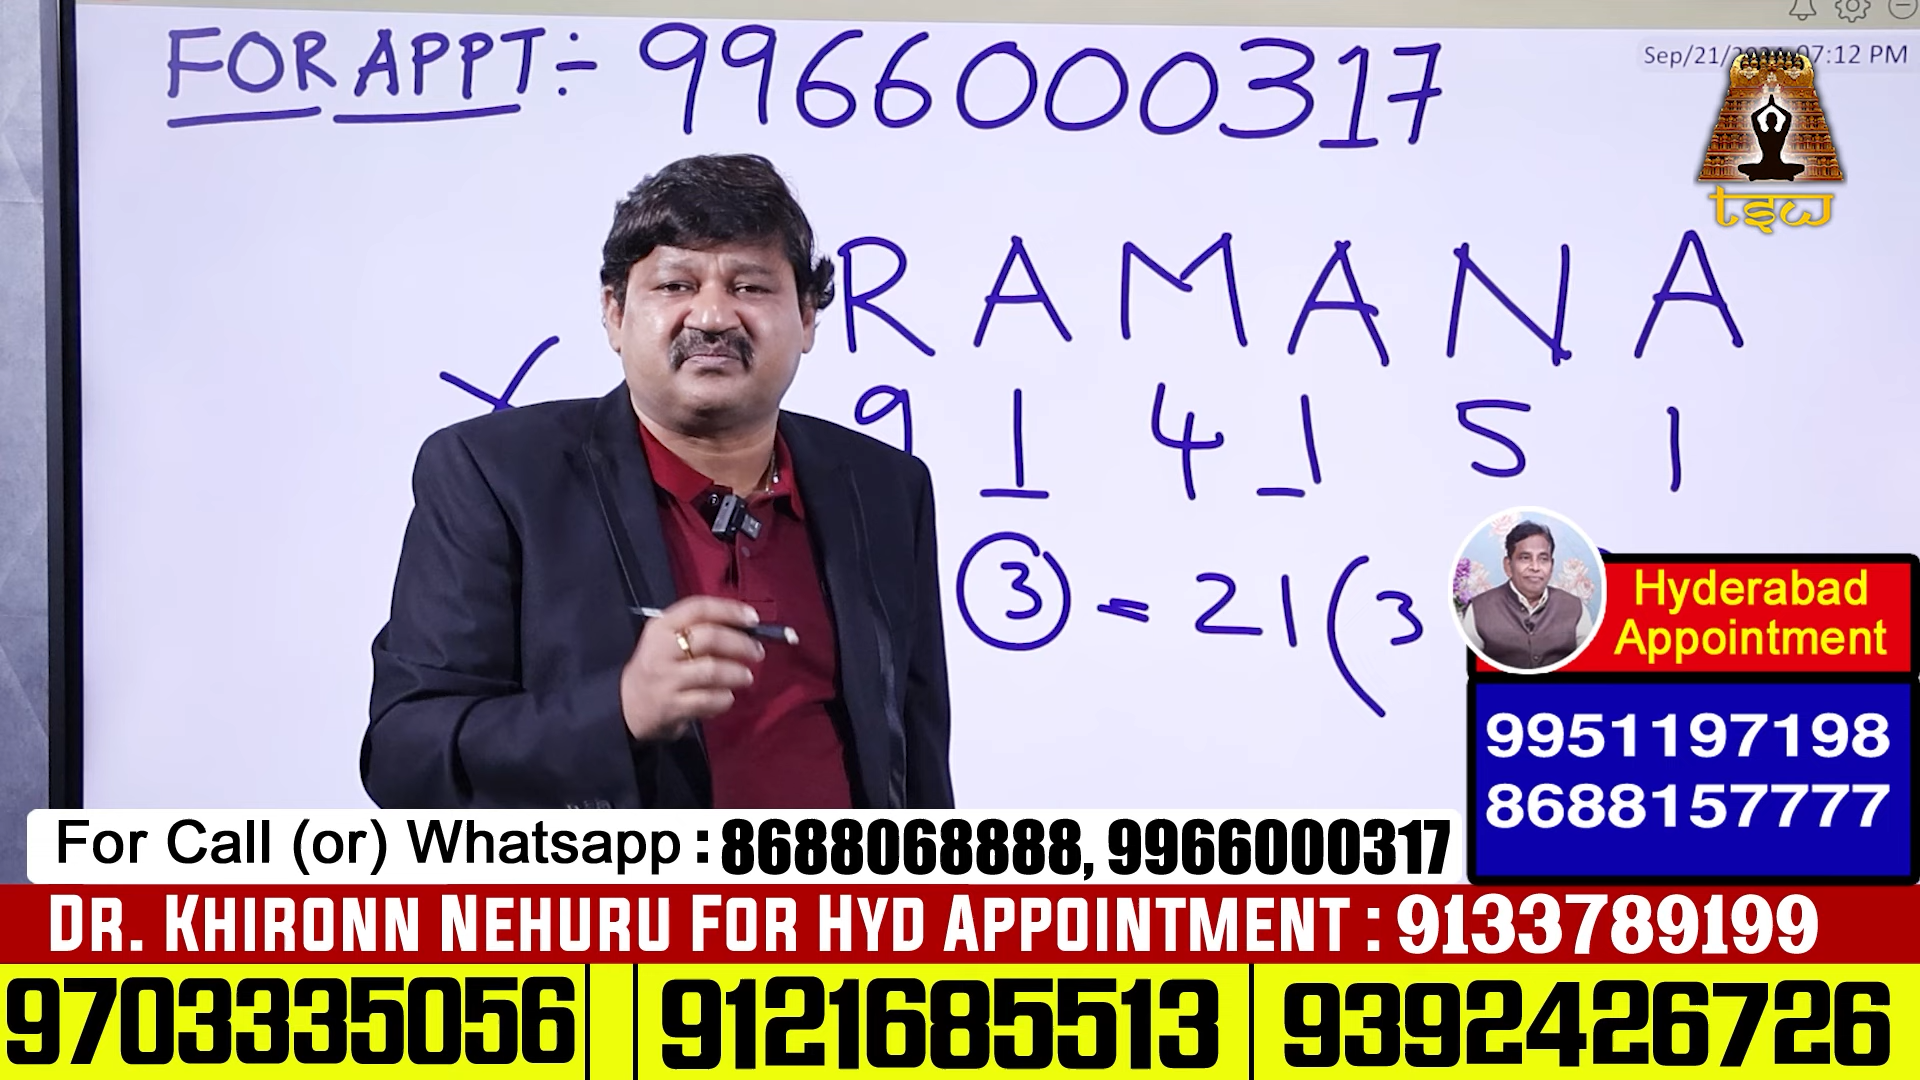 FOR APPT:- 9966000317
Sep/21/ 07:12 PM
tsw
R A M A N A
9 1 4 1 5 1
3 = 21 (3
Hyderabad
Appointment
9951197198
8688157777
For Call (or) Whatsapp : 8688068888, 9966000317
DR. KHIRONN NEHURU FOR HYD APPOINTMENT : 9133789199
9703335056 9121685513 9392426726